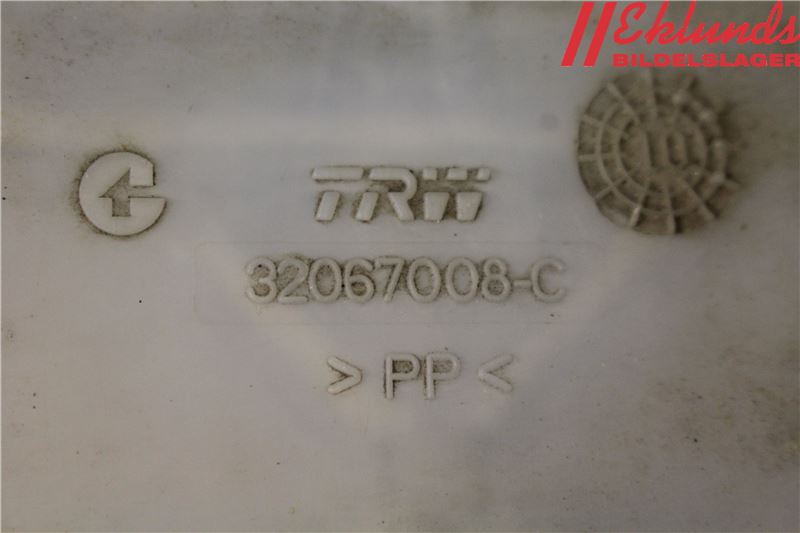 Eklunds
BILDELSLAGER
TRW
32067008-C
> PP <